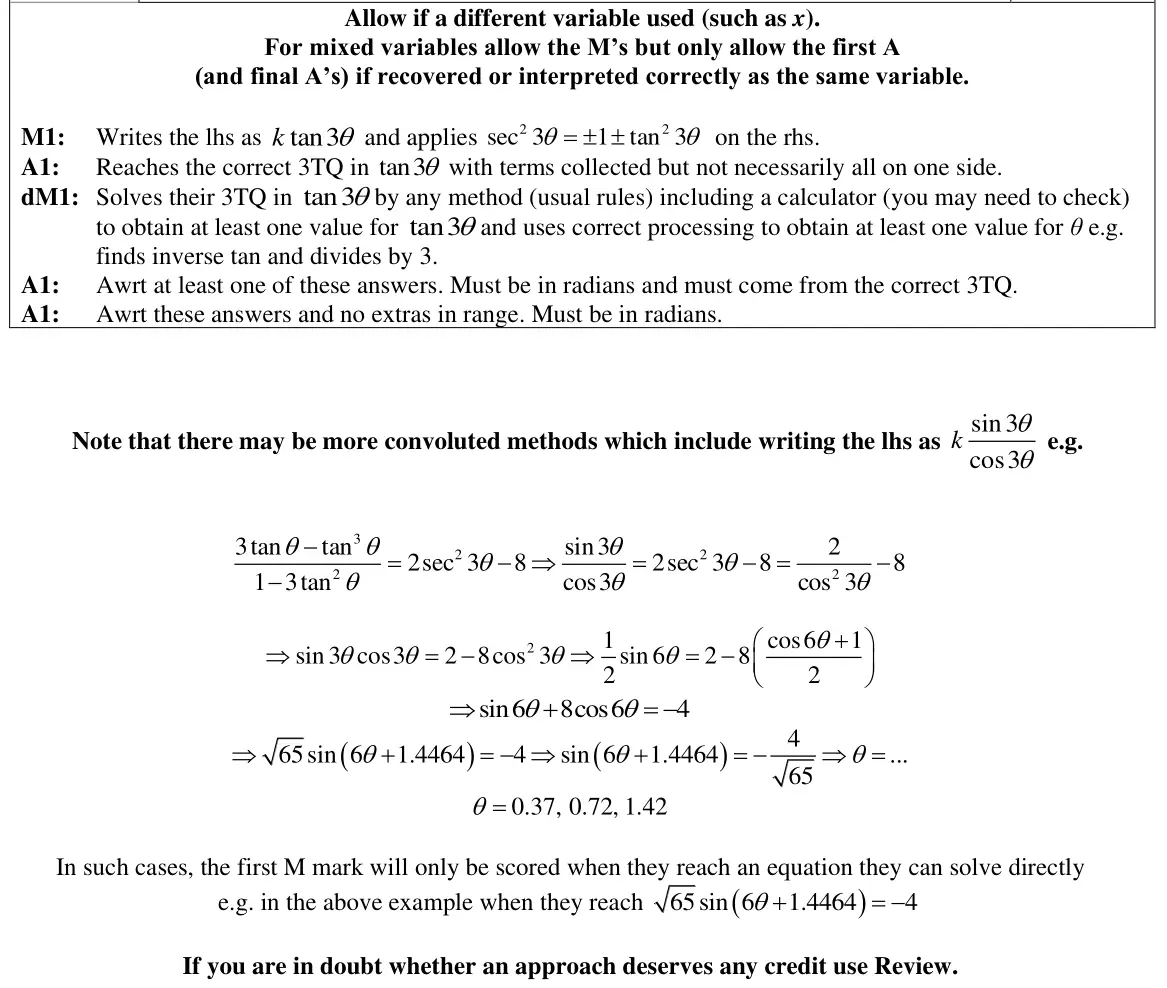 Allow if a different variable used (such as x).
For mixed variables allow the M’s but only allow the first A
(and final A’s) if recovered or interpreted correctly as the same variable.
M1: Writes the lhs as k tan 3θ and applies sec² 3θ = ±1 ± tan² 3θ on the rhs.
A1: Reaches the correct 3TQ in tan 3θ with terms collected but not necessarily all on one side.
dM1: Solves their 3TQ in tan 3θ by any method (usual rules) including a calculator (you may need to check)
to obtain at least one value for tan 3θ and uses correct processing to obtain at least one value for θ e.g.
finds inverse tan and divides by 3.
A1: Awrt at least one of these answers. Must be in radians and must come from the correct 3TQ.
A1: Awrt these answers and no extras in range. Must be in radians.
Note that there may be more convoluted methods which include writing the lhs as k sin 3θ / cos 3θ e.g.
(3 tan θ − tan³ θ) / (1 − 3 tan² θ) = 2 sec² 3θ − 8 ⇒ sin 3θ / cos 3θ = 2 sec² 3θ − 8 = 2 / cos² 3θ − 8
⇒ sin 3θ cos 3θ = 2 − 8 cos² 3θ ⇒ 1/2 sin 6θ = 2 − 8 ((cos 6θ + 1) / 2)
⇒ sin 6θ + 8 cos 6θ = −4
⇒ √65 sin (6θ + 1.4464) = −4 ⇒ sin (6θ + 1.4464) = − 4 / √65 ⇒ θ = ...
θ = 0.37, 0.72, 1.42
In such cases, the first M mark will only be scored when they reach an equation they can solve directly
e.g. in the above example when they reach √65 sin (6θ + 1.4464) = −4
If you are in doubt whether an approach deserves any credit use Review.